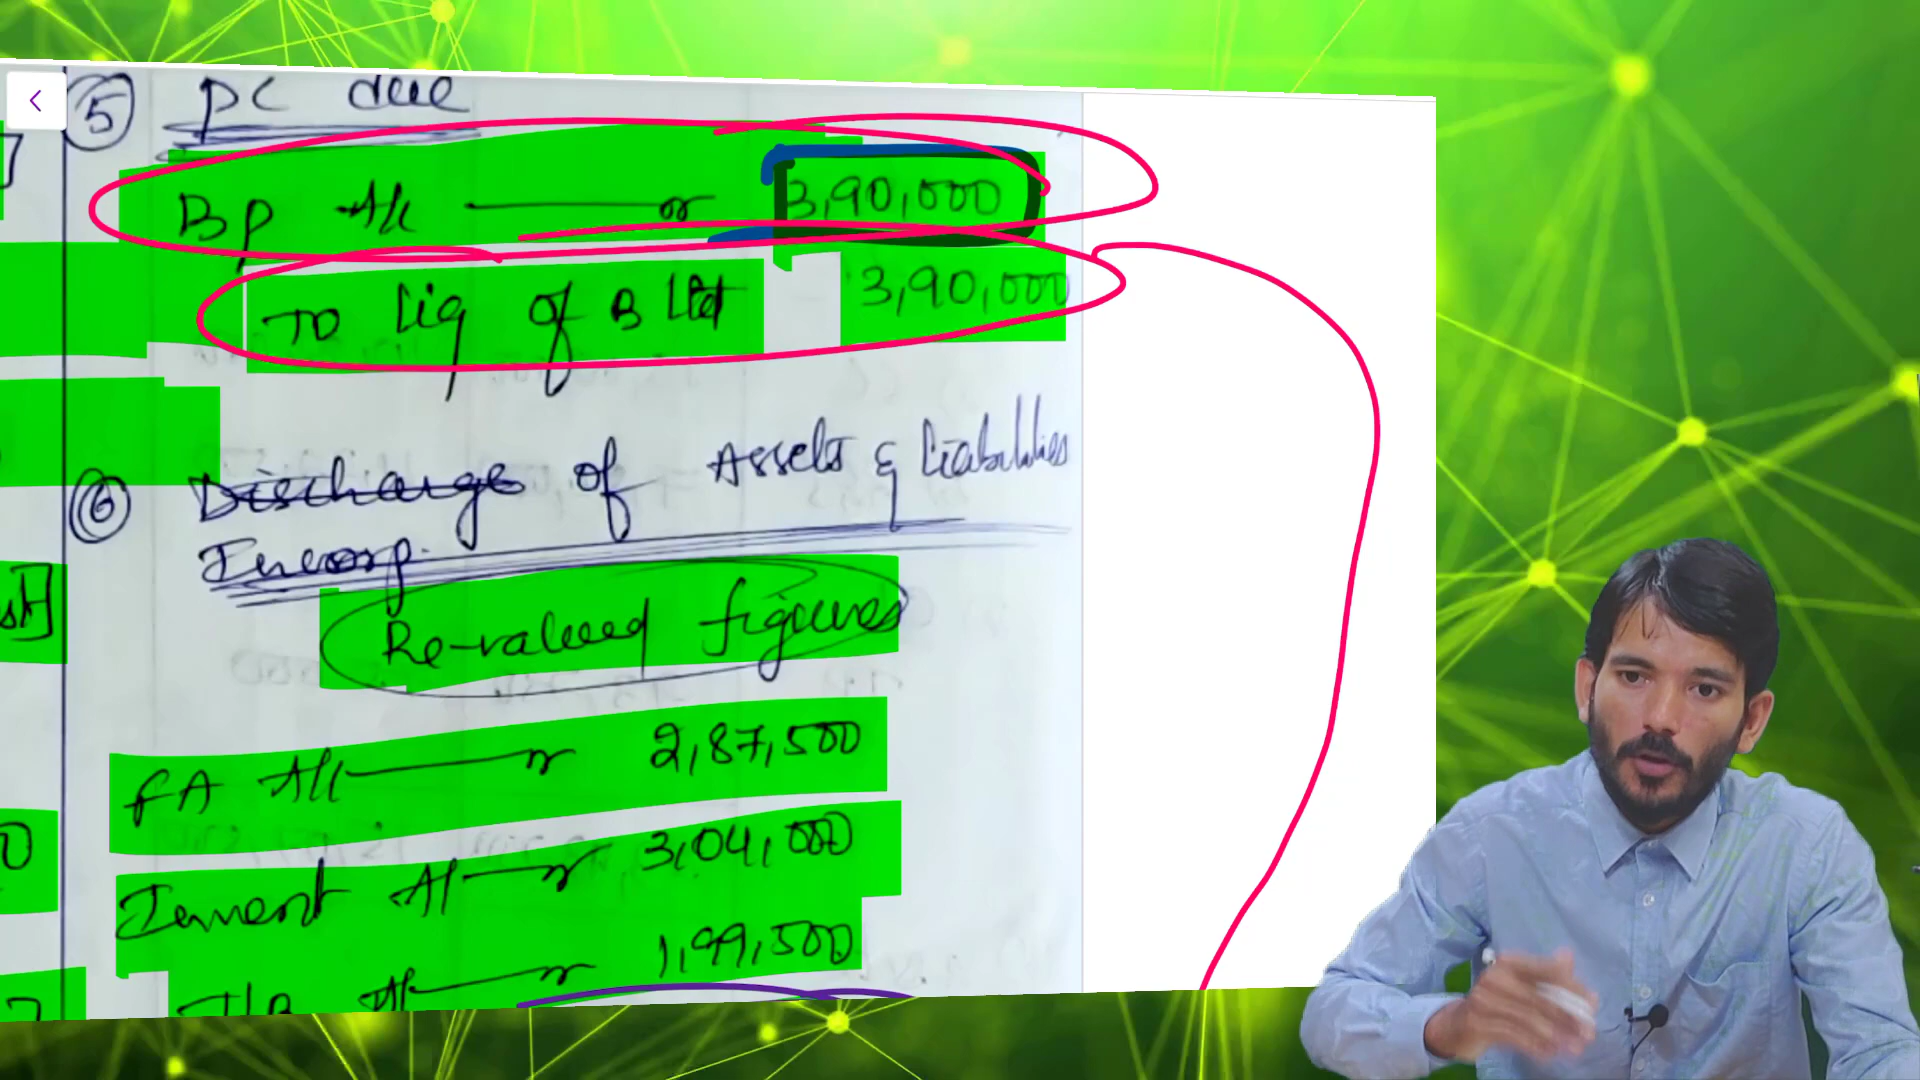 ⑤ PC due
BP A/c Dr 3,90,000
TO Liq of B Ltd 3,90,000
⑥ Discharge of Assets & Liabilities
Incorp.
Re-valued figures
FA A/c Dr 2,87,500
A/c Dr 3,04,000
A/c Dr 1,99,500